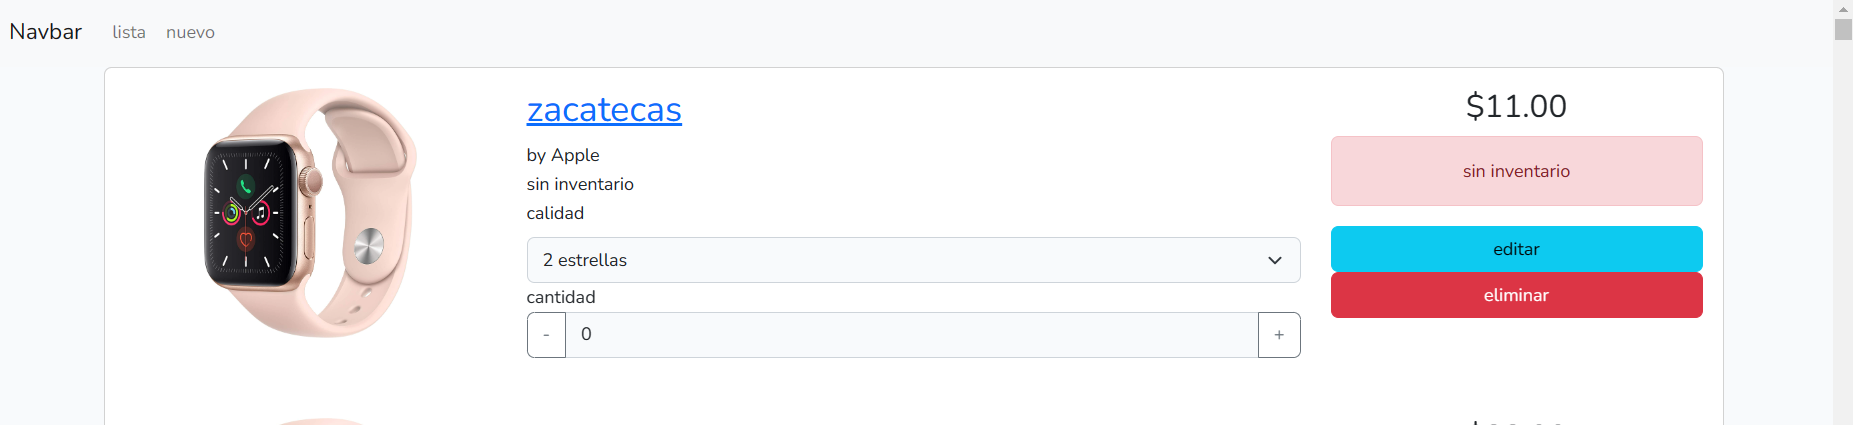 Navbar lista nuevo
zacatecas
by Apple
sin inventario
calidad
2 estrellas
cantidad
- 0 +
$11.00
sin inventario
editar
eliminar